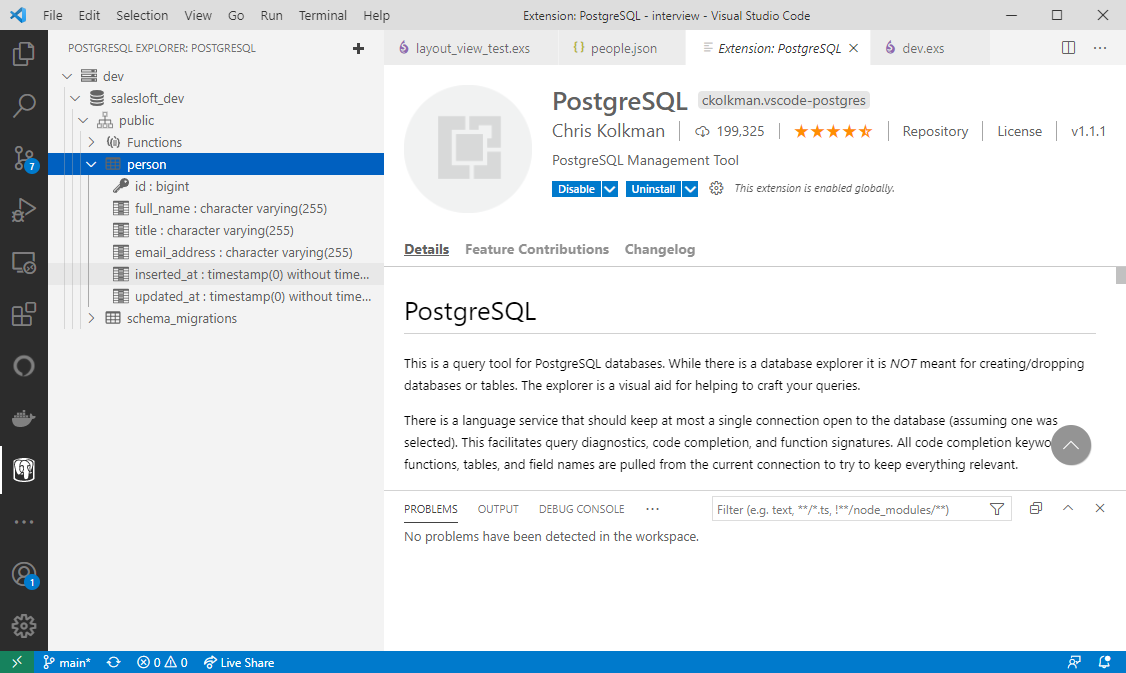 File Edit Selection View Go Run Terminal Help Extension: PostgreSQL - interview - Visual Studio Code
POSTGRESQL EXPLORER: POSTGRESQL
layout_view_test.exs {} people.json Extension: PostgreSQL dev.exs
dev
salesloft_dev
public
Functions
person
id : bigint
full_name : character varying(255)
title : character varying(255)
email_address : character varying(255)
inserted_at : timestamp(0) without time...
updated_at : timestamp(0) without time...
schema_migrations
7
1
PostgreSQL ckolkman.vscode-postgres
Chris Kolkman 199,325 Repository License v1.1.1
PostgreSQL Management Tool
Disable Uninstall This extension is enabled globally.
Details Feature Contributions Changelog
PostgreSQL
This is a query tool for PostgreSQL databases. While there is a database explorer it is NOT meant for creating/dropping
databases or tables. The explorer is a visual aid for helping to craft your queries.
There is a language service that should keep at most a single connection open to the database (assuming one was
selected). This facilitates query diagnostics, code completion, and function signatures. All code completion keywo
functions, tables, and field names are pulled from the current connection to try to keep everything relevant.
PROBLEMS OUTPUT DEBUG CONSOLE ... Filter (e.g. text, **/*.ts, !**/node_modules/**)
No problems have been detected in the workspace.
main* 0 0 Live Share